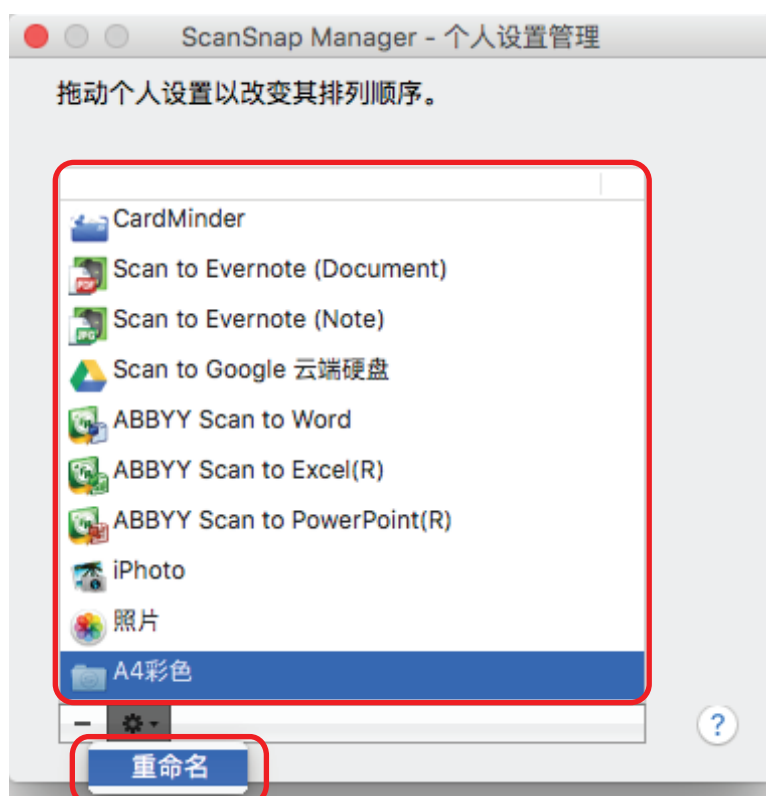 ScanSnap Manager - 个人设置管理
拖动个人设置以改变其排列顺序。
CardMinder
PDF
Scan to Evernote (Document)
JPG
Scan to Evernote (Note)
Scan to Google 云端硬盘
ABBYY Scan to Word
ABBYY Scan to Excel(R)
ABBYY Scan to PowerPoint(R)
iPhoto
照片
A4彩色
?
重命名